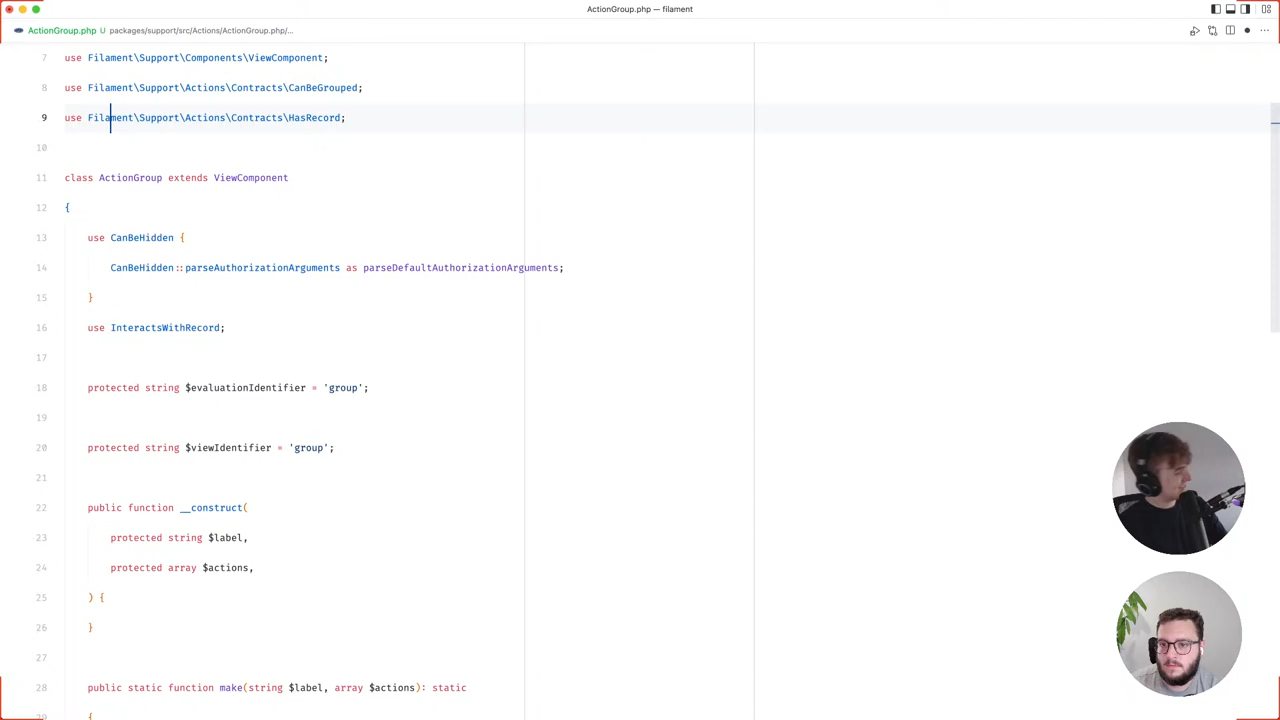 ActionGroup.php — filament
ActionGroup.php U packages/support/src/Actions/ActionGroup.php/...
7 use Filament\Support\Components\ViewComponent;
8 use Filament\Support\Actions\Contracts\CanBeGrouped;
9 use Filament\Support\Actions\Contracts\HasRecord;
10
11 class ActionGroup extends ViewComponent
12 {
13 use CanBeHidden {
14 CanBeHidden::parseAuthorizationArguments as parseDefaultAuthorizationArguments;
15 }
16 use InteractsWithRecord;
17
18 protected string $evaluationIdentifier = 'group';
19
20 protected string $viewIdentifier = 'group';
21
22 public function __construct(
23 protected string $label,
24 protected array $actions,
25 ) {
26 }
27
28 public static function make(string $label, array $actions): static
29 {